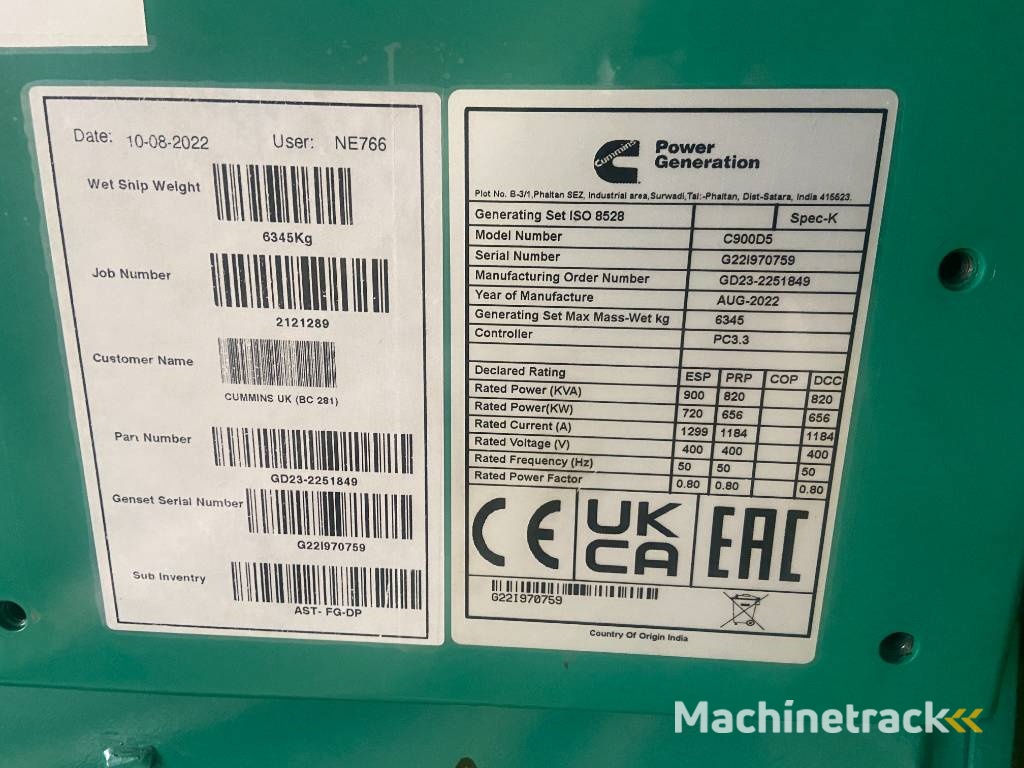 Date: 10-08-2022 User: NE766
Wet Ship Weight
6345Kg
Job Number
2121289
Customer Name
CUMMINS UK (BC 281)
Part Number
GD23-2251849
Genset Serial Number
G22I970759
Sub Inventry
AST- FG-DP
Cummins
Power
Generation
Plot No. B-3/1,Phaltan SEZ, Industrial area,Surwadi,Tal:-Phaltan, Dist-Satara, India 415523.
Generating Set ISO 8528 Spec-K
Model Number C900D5
Serial Number G22I970759
Manufacturing Order Number GD23-2251849
Year of Manufacture AUG-2022
Generating Set Max Mass-Wet kg 6345
Controller PC3.3
Declared Rating ESP PRP COP DCC
Rated Power (KVA) 900 820 820
Rated Power(KW) 720 656 656
Rated Current (A) 1299 1184 1184
Rated Voltage (V) 400 400 400
Rated Frequency (Hz) 50 50 50
Rated Power Factor 0.80 0.80 0.80
CE UK
CA EAC
G22I970759
Country Of Origin India
Machinetrack